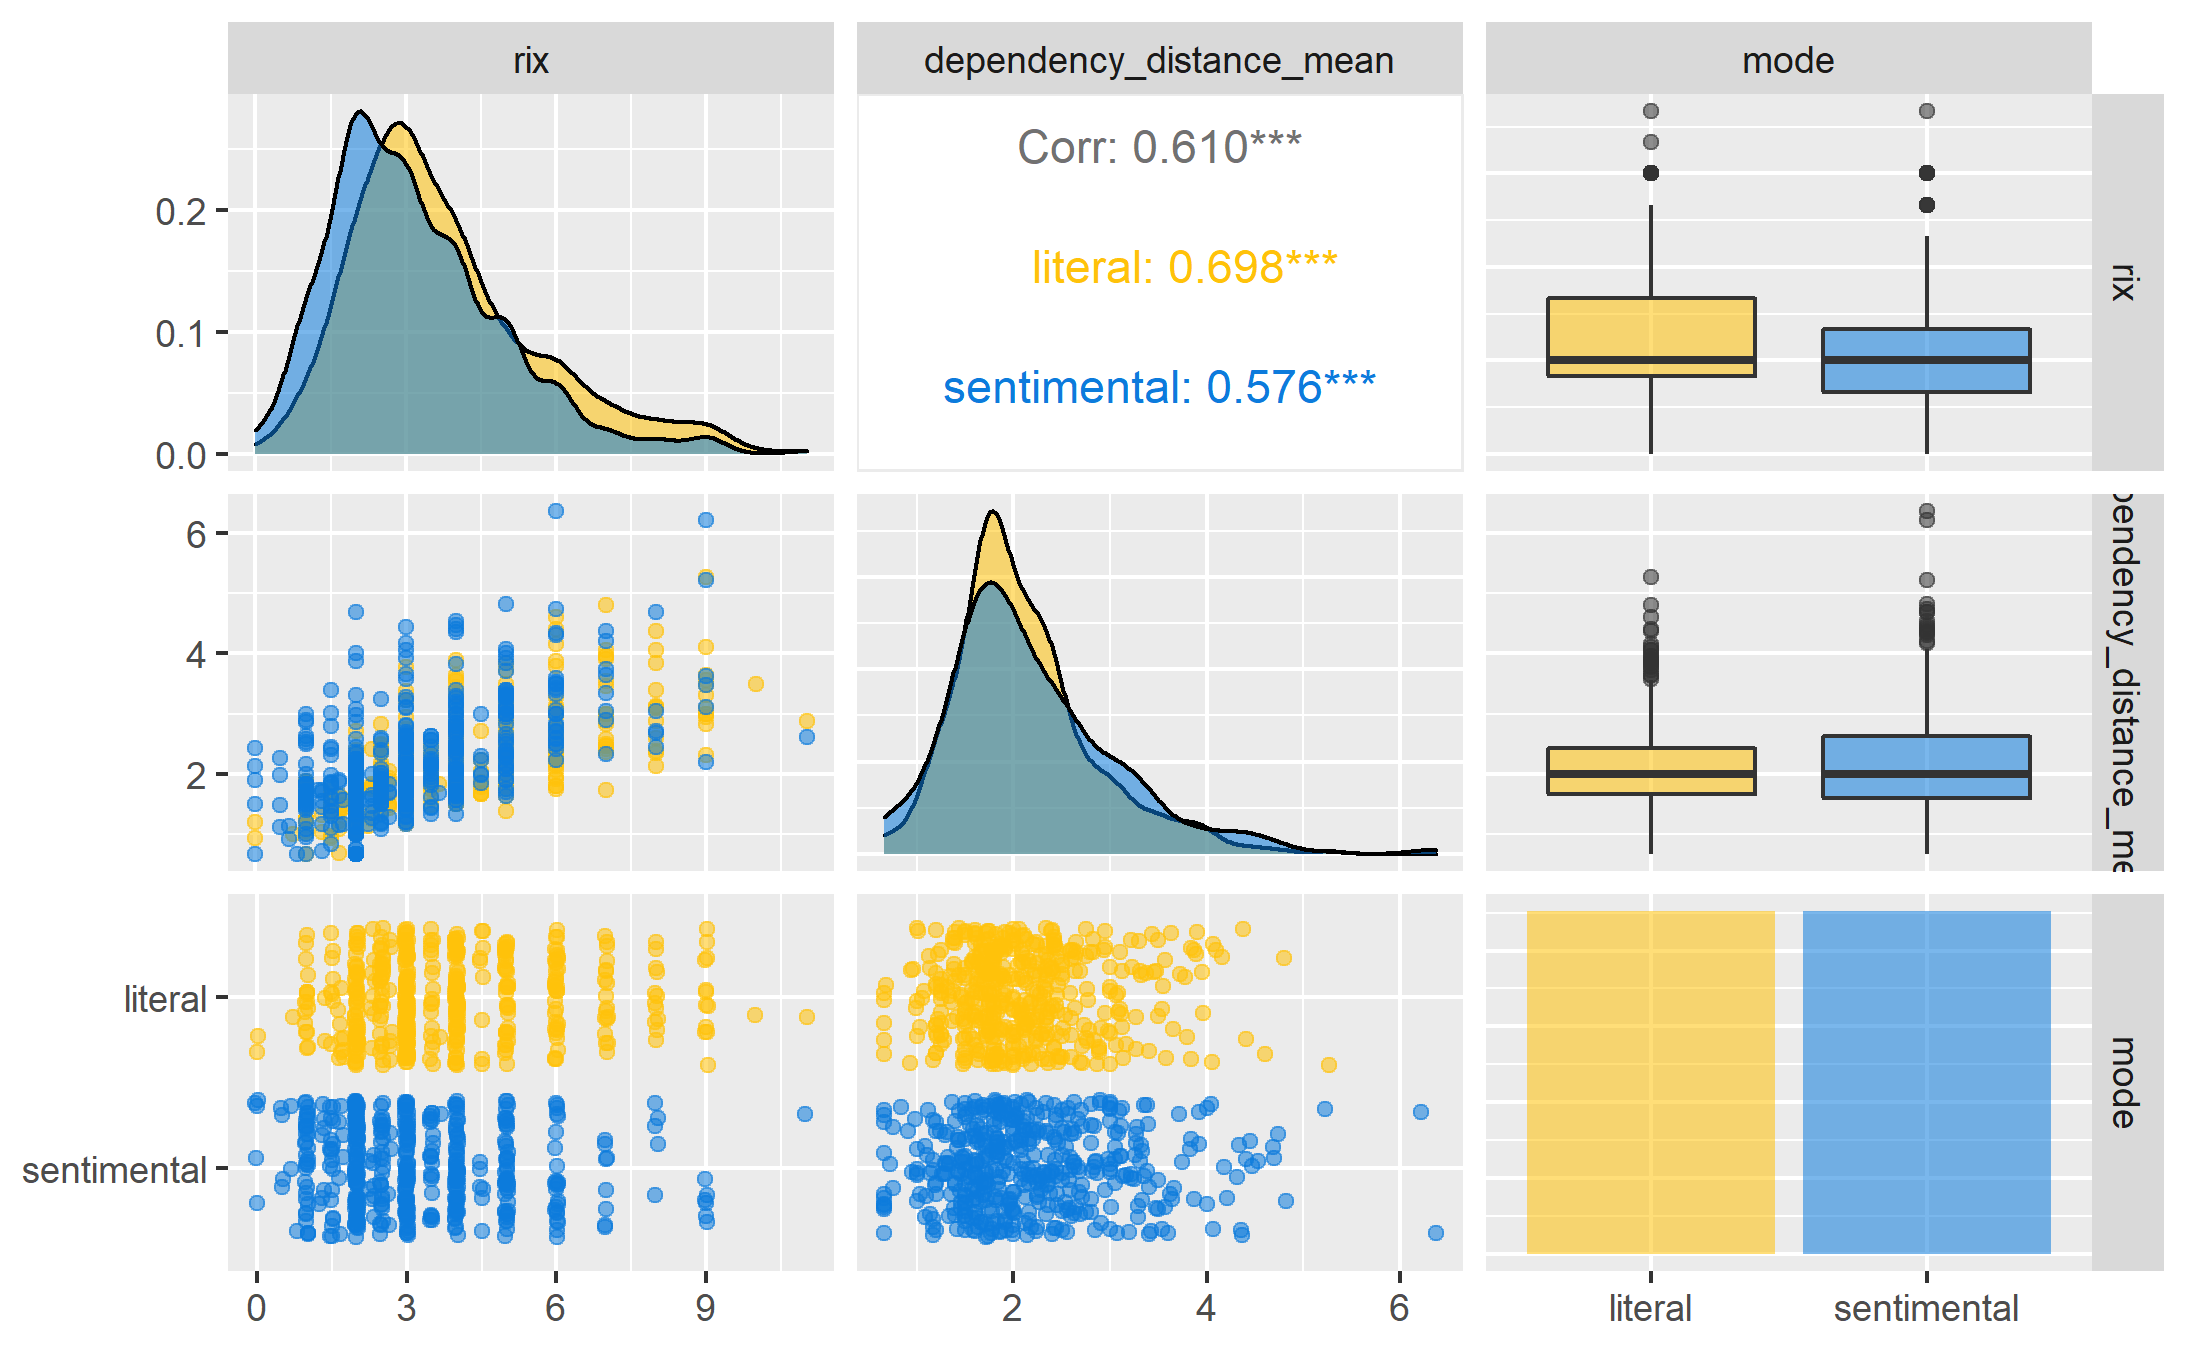 rix
dependency_distance_mean
mode
0.2
0.1
0.0
Corr: 0.610***
literal: 0.698***
sentimental: 0.576***
rix
6
4
2
pendency_distance_me
literal
sentimental
mode
0
3
6
9
2
4
6
literal
sentimental